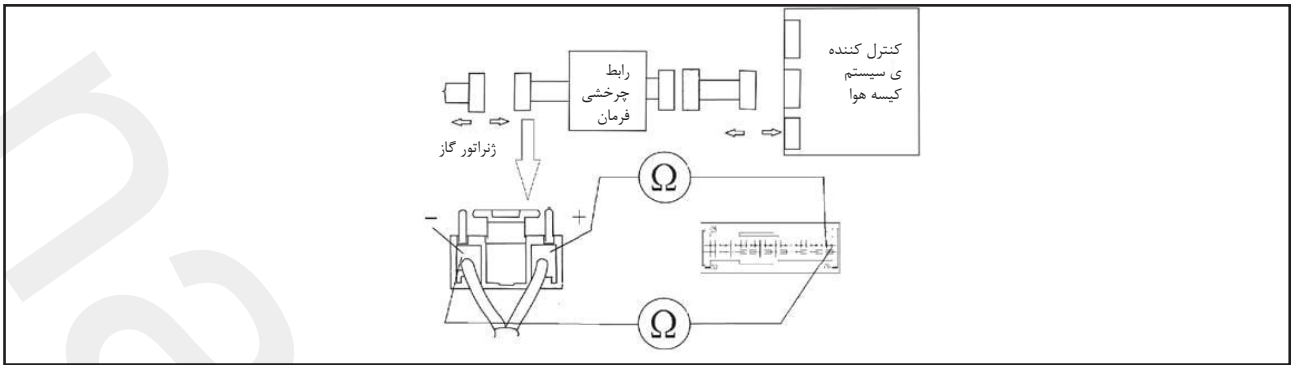 کنترل کننده
ی سیستم
کیسه هوا
رابط
چرخشی
فرمان
ژنراتور گاز
Ω
− +
Ω